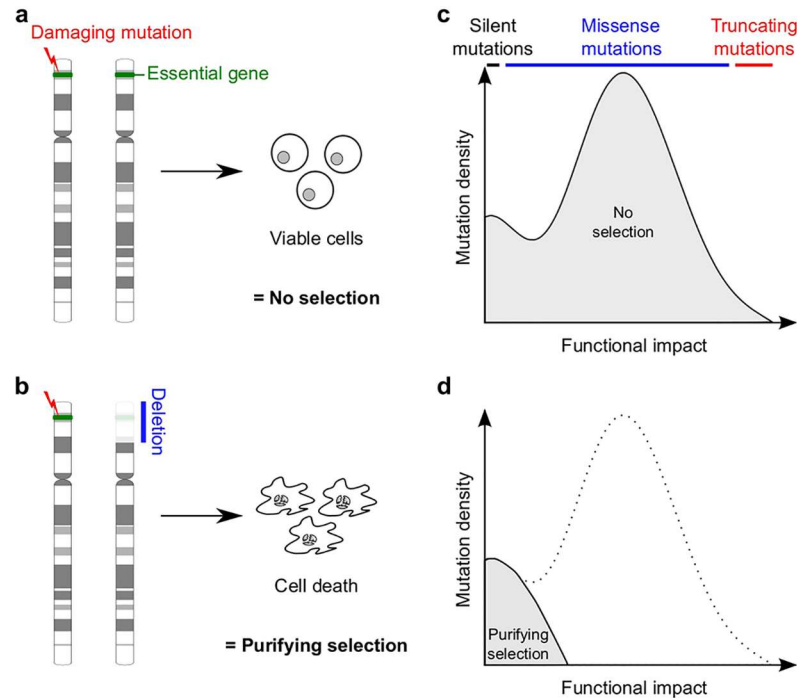 a
Damaging mutation
Essential gene
Viable cells
= No selection
b
Deletion
Cell death
= Purifying selection
c
Silent
mutations
Missense
mutations
Truncating
mutations
Mutation density
No
selection
Functional impact
d
Mutation density
Purifying
selection
Functional impact